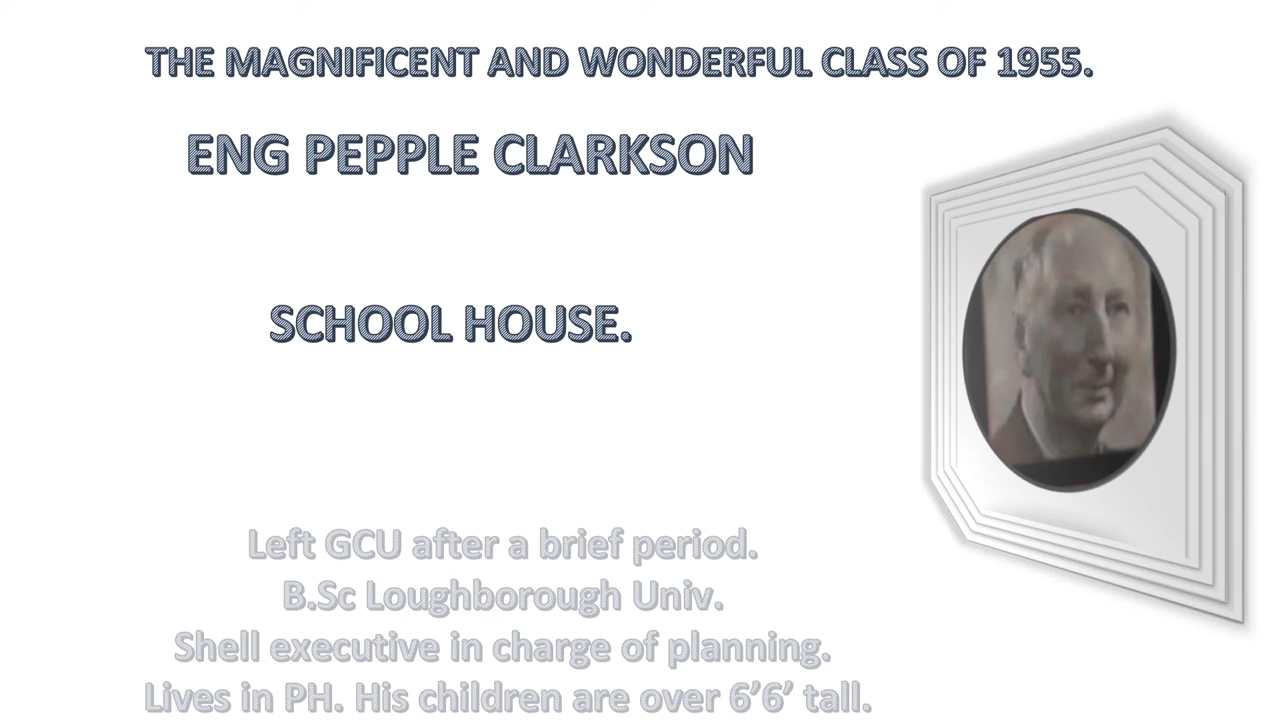 THE MAGNIFICENT AND WONDERFUL CLASS OF 1955.
ENG PEPPLE CLARKSON
SCHOOL HOUSE.
Left GCU after a brief period.
B.Sc Loughborough Univ.
Shell executive in charge of planning.
Lives in PH. His children are over 6’6’ tall.